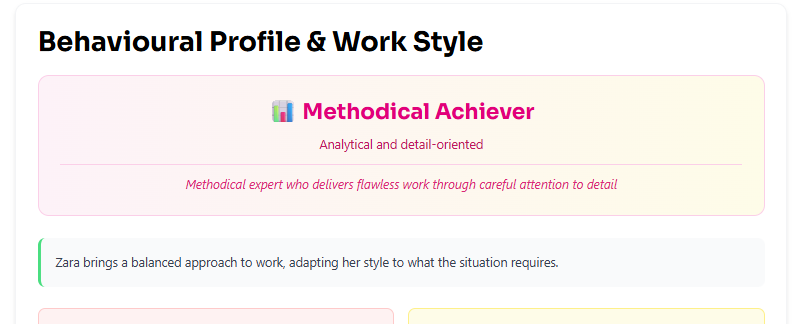 Behavioural Profile & Work Style
📊 Methodical Achiever
Analytical and detail-oriented
Methodical expert who delivers flawless work through careful attention to detail
Zara brings a balanced approach to work, adapting her style to what the situation requires.